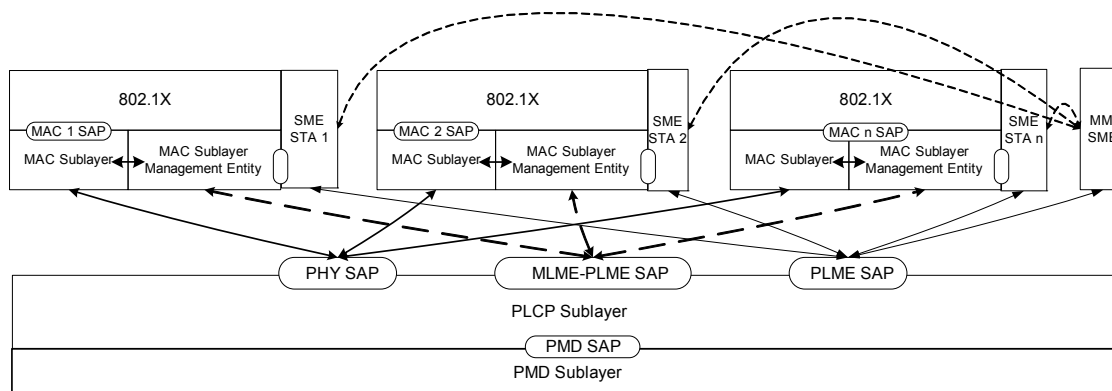 802.1X
SME
STA 1
MAC 1 SAP
MAC Sublayer
MAC Sublayer
Management Entity
802.1X
SME
STA 2
MAC 2 SAP
MAC Sublayer
MAC Sublayer
Management Entity
802.1X
SME
STA n
MAC n SAP
MAC Sublayer
MAC Sublayer
Management Entity
MM
SME
PHY SAP
MLME-PLME SAP
PLME SAP
PLCP Sublayer
PMD SAP
PMD Sublayer